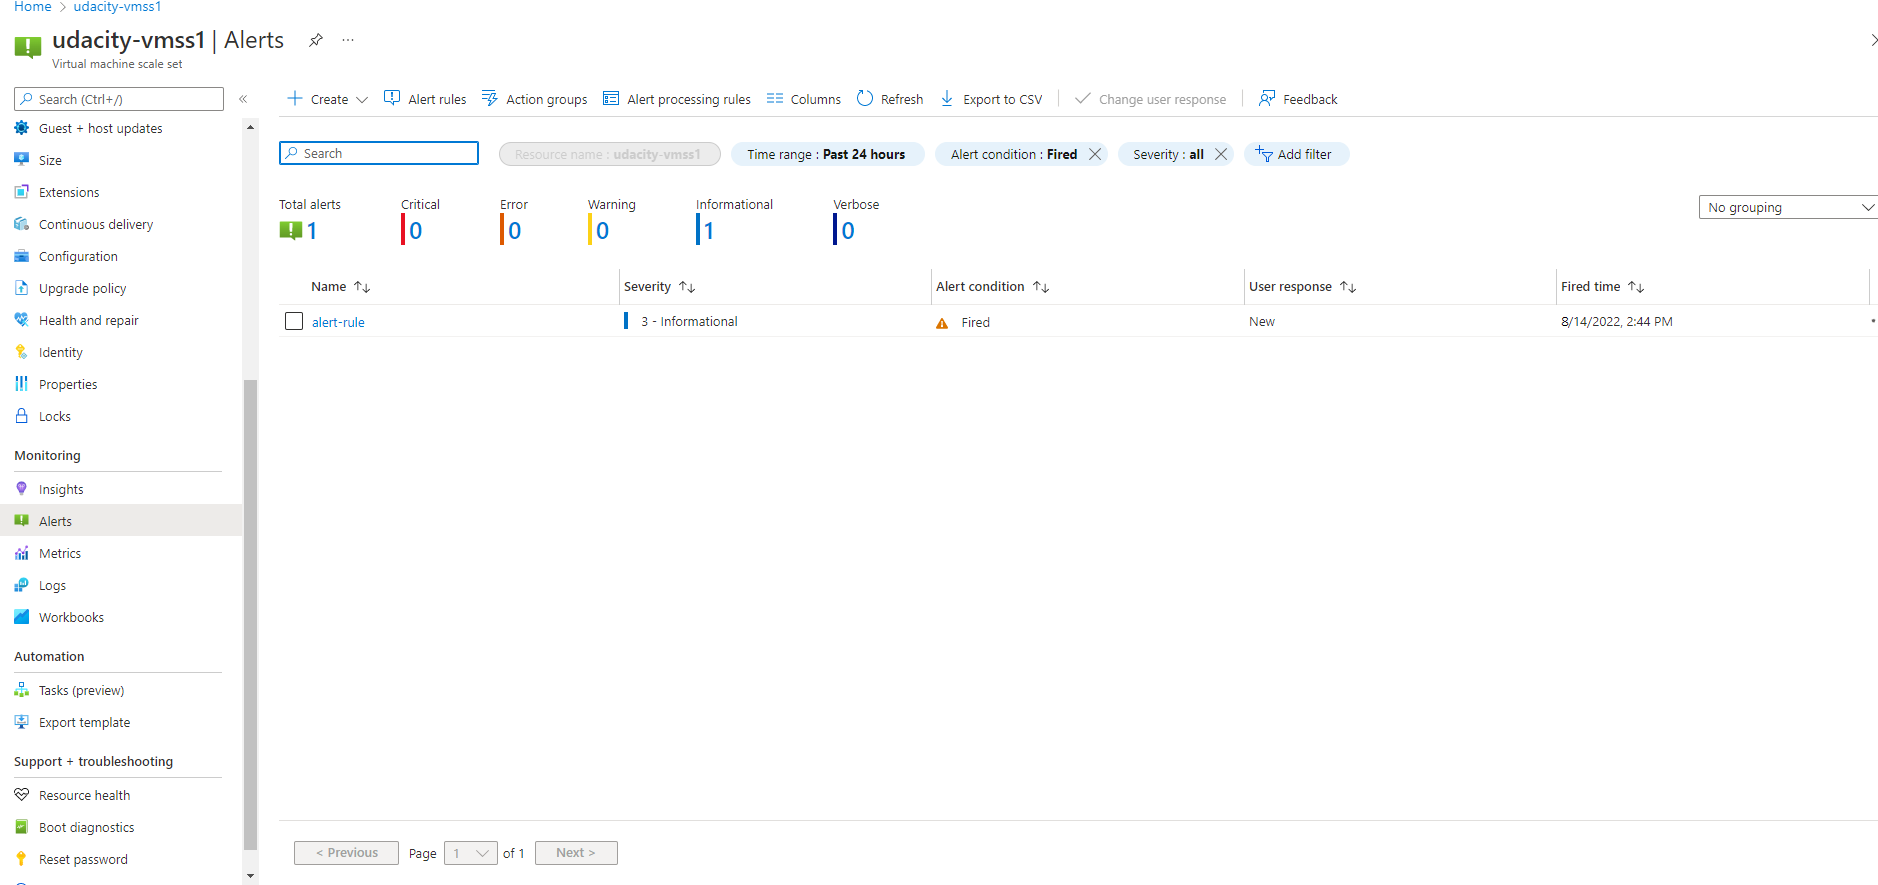 Home > udacity-vmss1
udacity-vmss1 | Alerts
Virtual machine scale set
Search (Ctrl+/)
Guest + host updates
Size
Extensions
Continuous delivery
Configuration
Upgrade policy
Health and repair
Identity
Properties
Locks
Monitoring
Insights
Alerts
Metrics
Logs
Workbooks
Automation
Tasks (preview)
Export template
Support + troubleshooting
Resource health
Boot diagnostics
Reset password
Create Alert rules Action groups Alert processing rules Columns Refresh Export to CSV Change user response Feedback
Search Resource name : udacity-vmss1 Time range : Past 24 hours Alert condition : Fired Severity : all Add filter
Total alerts Critical Error Warning Informational Verbose
1 0 0 0 1 0
No grouping
Name Severity Alert condition User response Fired time
alert-rule 3 - Informational Fired New 8/14/2022, 2:44 PM
< Previous Page 1 of 1 Next >